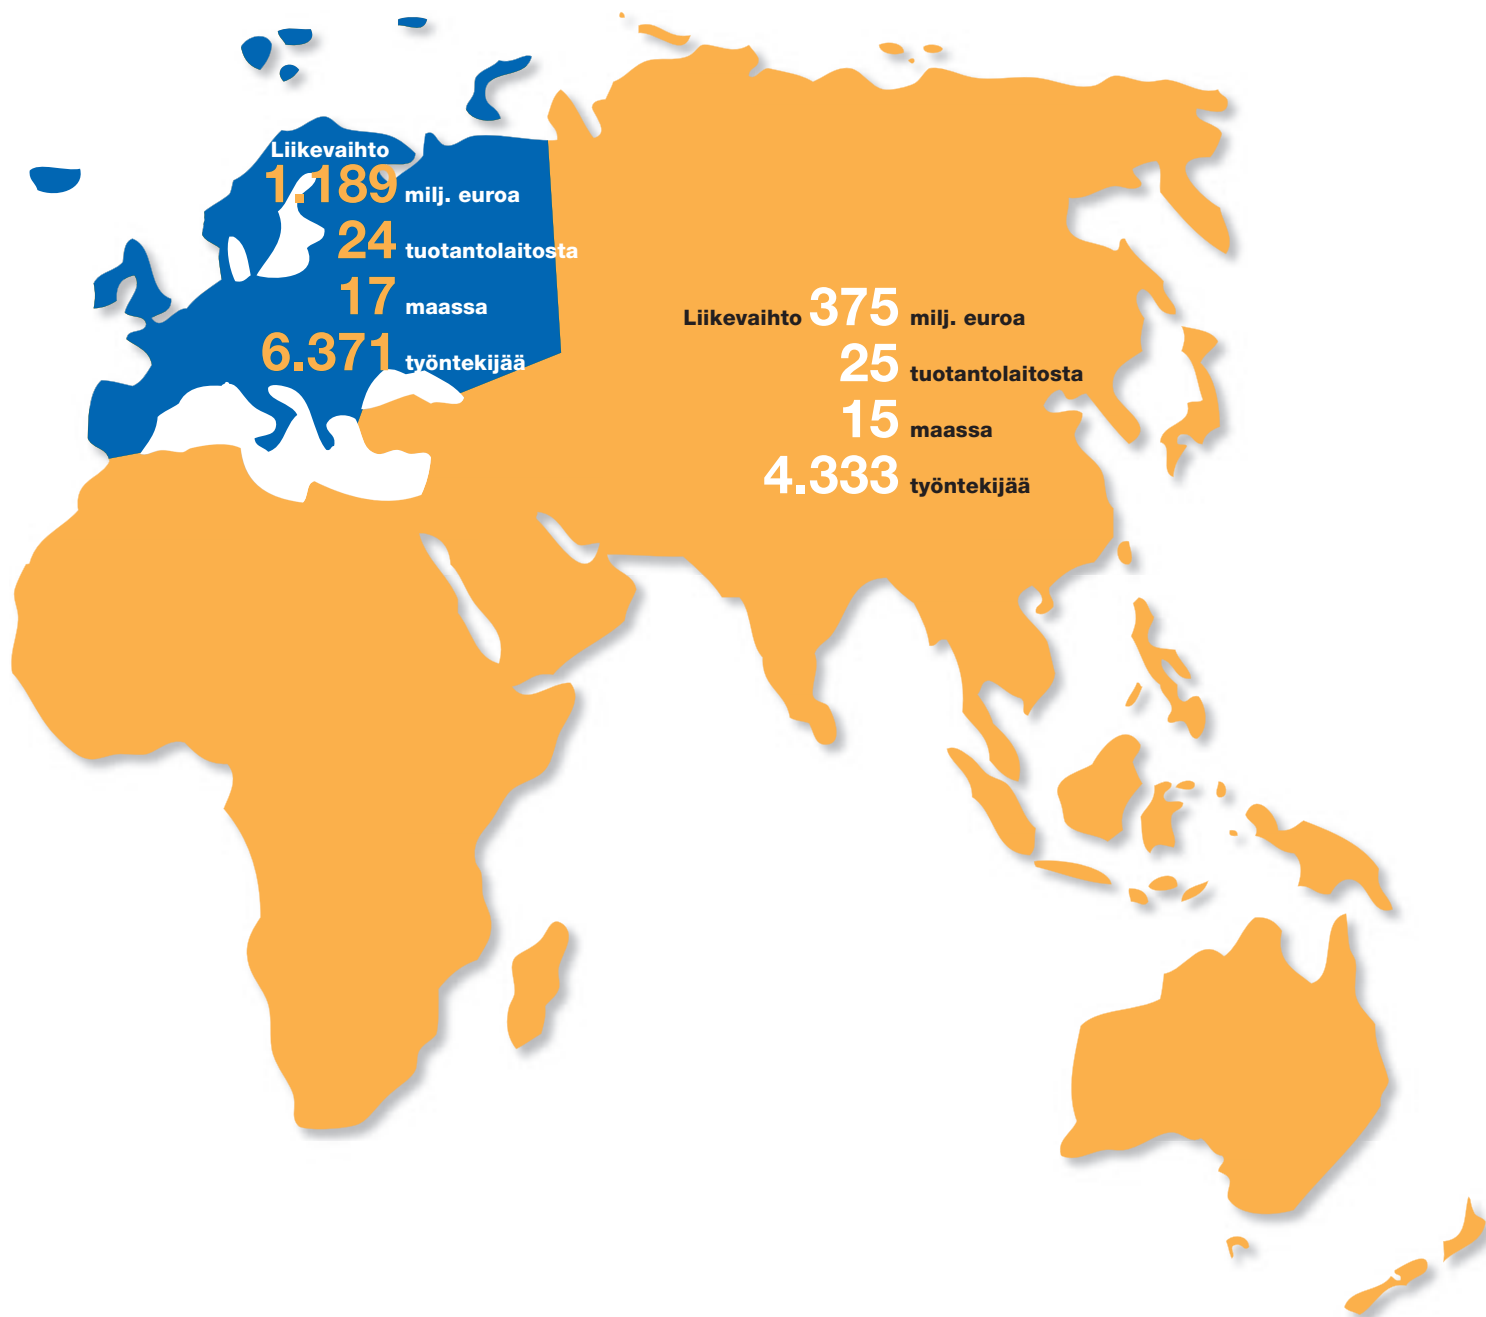 Liikevaihto
1.189 milj. euroa
24 tuotantolaitosta
17 maassa
6.371 työntekijää
Liikevaihto 375 milj. euroa
25 tuotantolaitosta
15 maassa
4.333 työntekijää